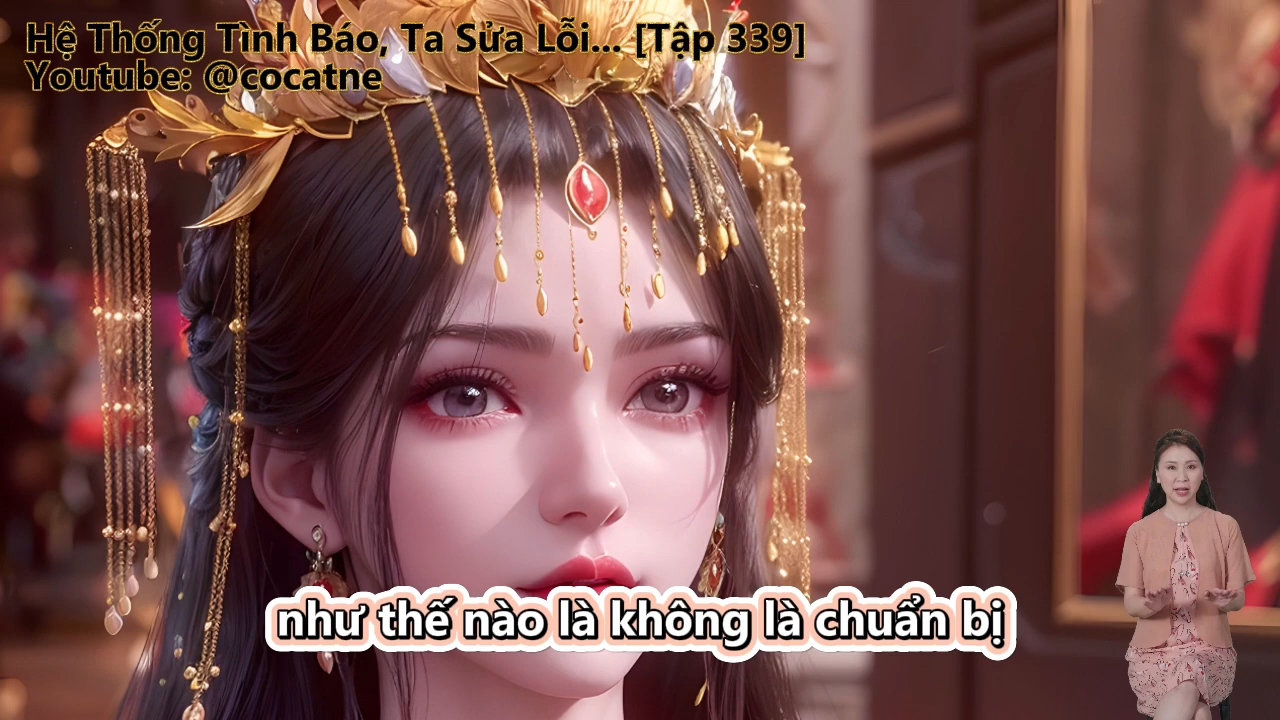 Hệ Thống Tình Báo, Ta Sửa Lỗi... [Tập 339]
Youtube: @cocatne
như thế nào là không là chuẩn bị